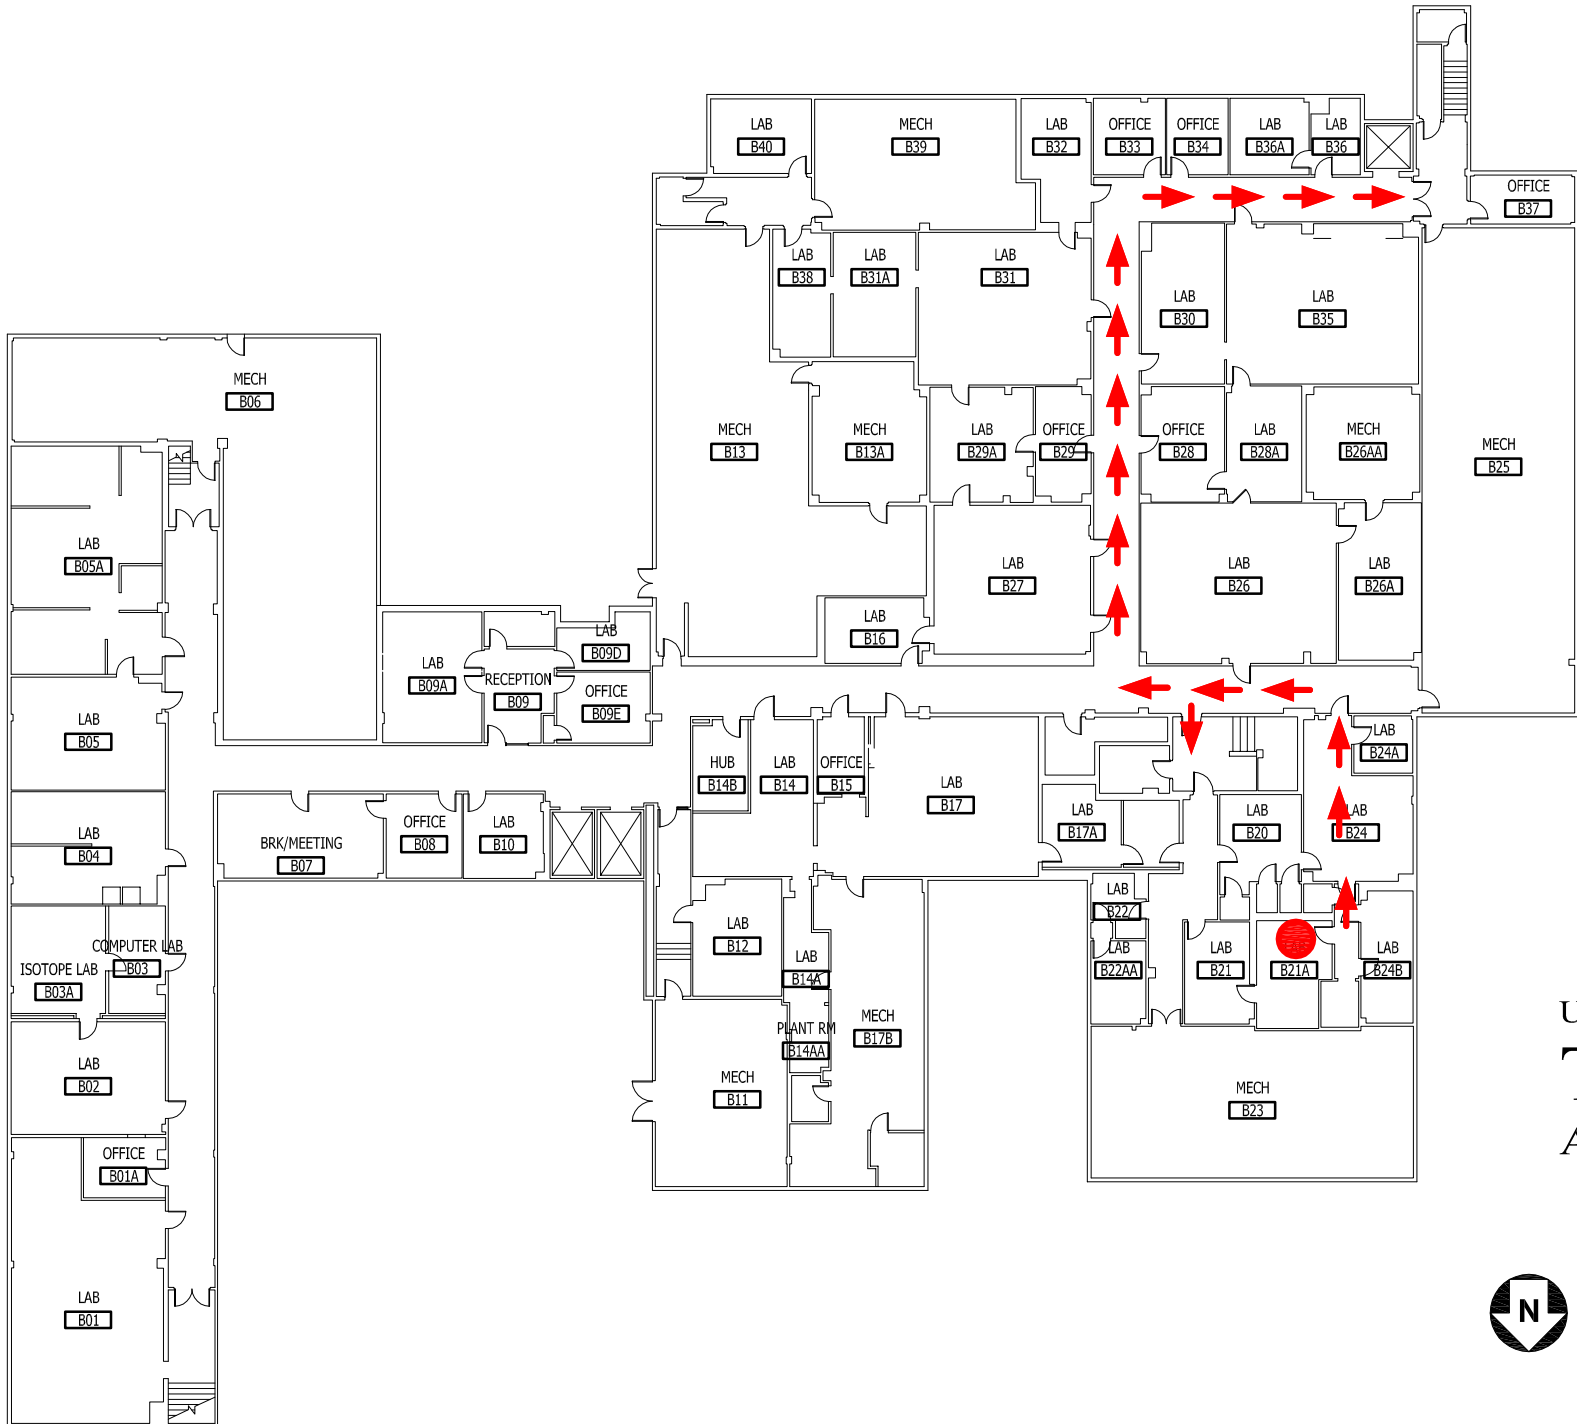 LAB
B40
MECH
B39
LAB
B32
OFFICE
B33
OFFICE
B34
LAB
B36A
LAB
B36
OFFICE
B37
LAB
B38
LAB
B31A
LAB
B31
LAB
B30
LAB
B35
MECH
B06
MECH
B13
MECH
B13A
LAB
B29A
OFFICE
B29
OFFICE
B28
LAB
B28A
MECH
B26AA
MECH
B25
LAB
B05A
LAB
B27
LAB
B26
LAB
B26A
LAB
B16
LAB
B09D
LAB
B09A
RECEPTION
B09
OFFICE
B09E
LAB
B05
HUB
B14B
LAB
B14
OFFICE
B15
LAB
B17
LAB
B24A
LAB
B17A
LAB
B20
LAB
B24
LAB
B04
BRK/MEETING
B07
OFFICE
B08
LAB
B10
LAB
B22
COMPUTER LAB
B03
ISOTOPE LAB
B03A
LAB
B12
LAB
B14A
LAB
B22AA
LAB
B21
B21A
LAB
B24B
PLANT RM
B14AA
MECH
B17B
LAB
B02
MECH
B11
MECH
B23
OFFICE
B01A
LAB
B01
U
A
N